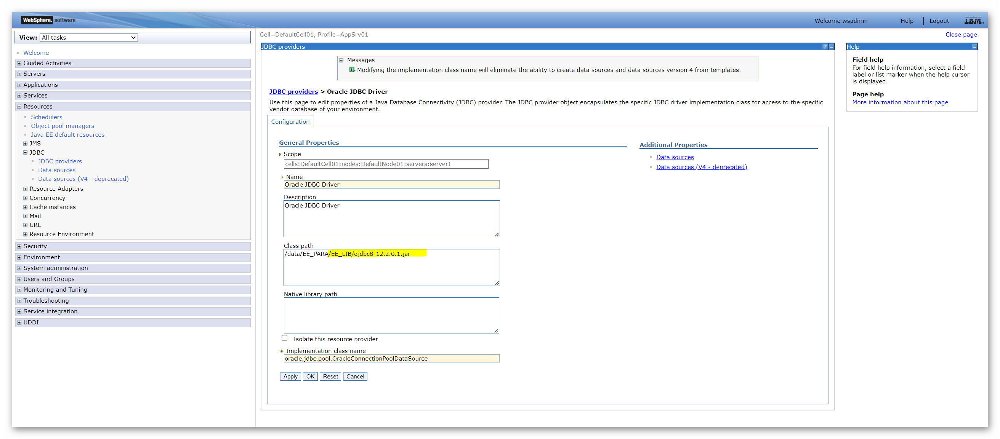 WebSphere. software
Welcome wsadmin
Help
Logout
IBM.
View: All tasks
Welcome
Guided Activities
Servers
Applications
Services
Resources
Schedulers
Object pool managers
Java EE default resources
JMS
JDBC
JDBC providers
Data sources
Data sources (V4 - deprecated)
Resource Adapters
Concurrency
Cache instances
Mail
URL
Resource Environment
Security
Environment
System administration
Users and Groups
Monitoring and Tuning
Troubleshooting
Service integration
UDDI
Cell=DefaultCell01, Profile=AppSrv01
Close page
JDBC providers
?
Messages
Modifying the implementation class name will eliminate the ability to create data sources and data sources version 4 from templates.
JDBC providers > Oracle JDBC Driver
Use this page to edit properties of a Java Database Connectivity (JDBC) provider. The JDBC provider object encapsulates the specific JDBC driver implementation class for access to the specific
vendor database of your environment.
Configuration
General Properties
Scope
cells:DefaultCell01:nodes:DefaultNode01:servers:server1
Name
Oracle JDBC Driver
Description
Oracle JDBC Driver
Class path
/data/EE_PARA/EE_LIB/ojdbc8-12.2.0.1.jar
Native library path
Isolate this resource provider
Implementation class name
oracle.jdbc.pool.OracleConnectionPoolDataSource
Apply
OK
Reset
Cancel
Additional Properties
Data sources
Data sources (V4 - deprecated)
Help
Field help
For field help information, select a field
label or list marker when the help cursor
is displayed.
Page help
More information about this page